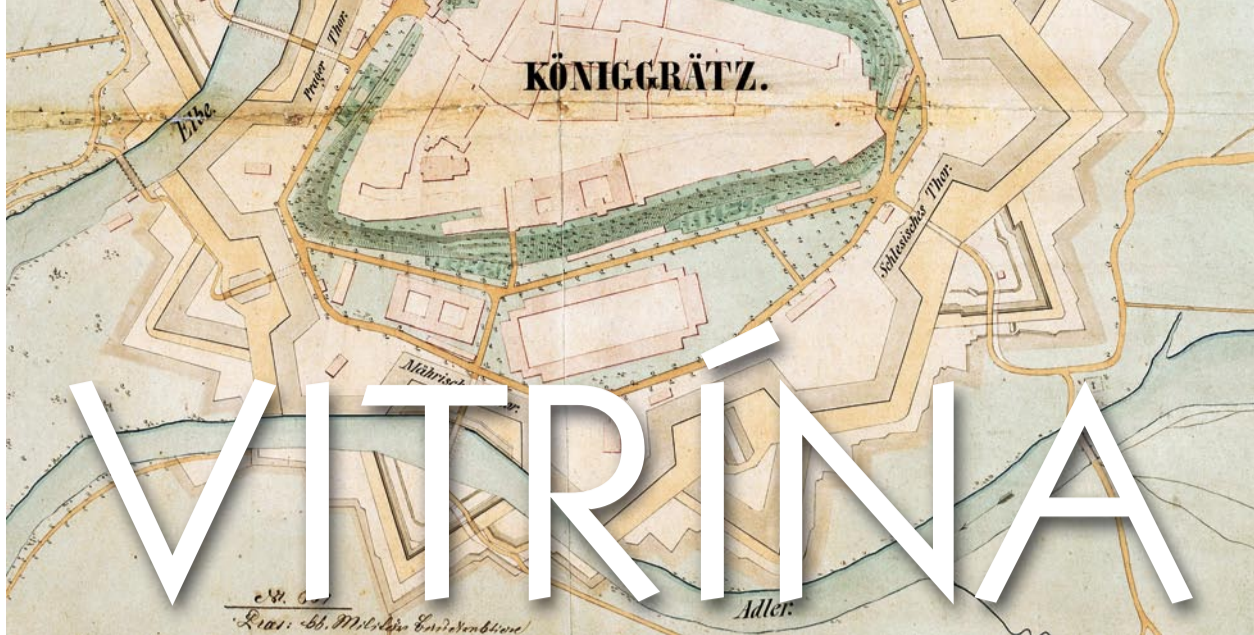 KÖNIGGRÄTZ.
Prager Thor.
Elbe.
Schlesisches Thor.
VITRÍNA
Adler.